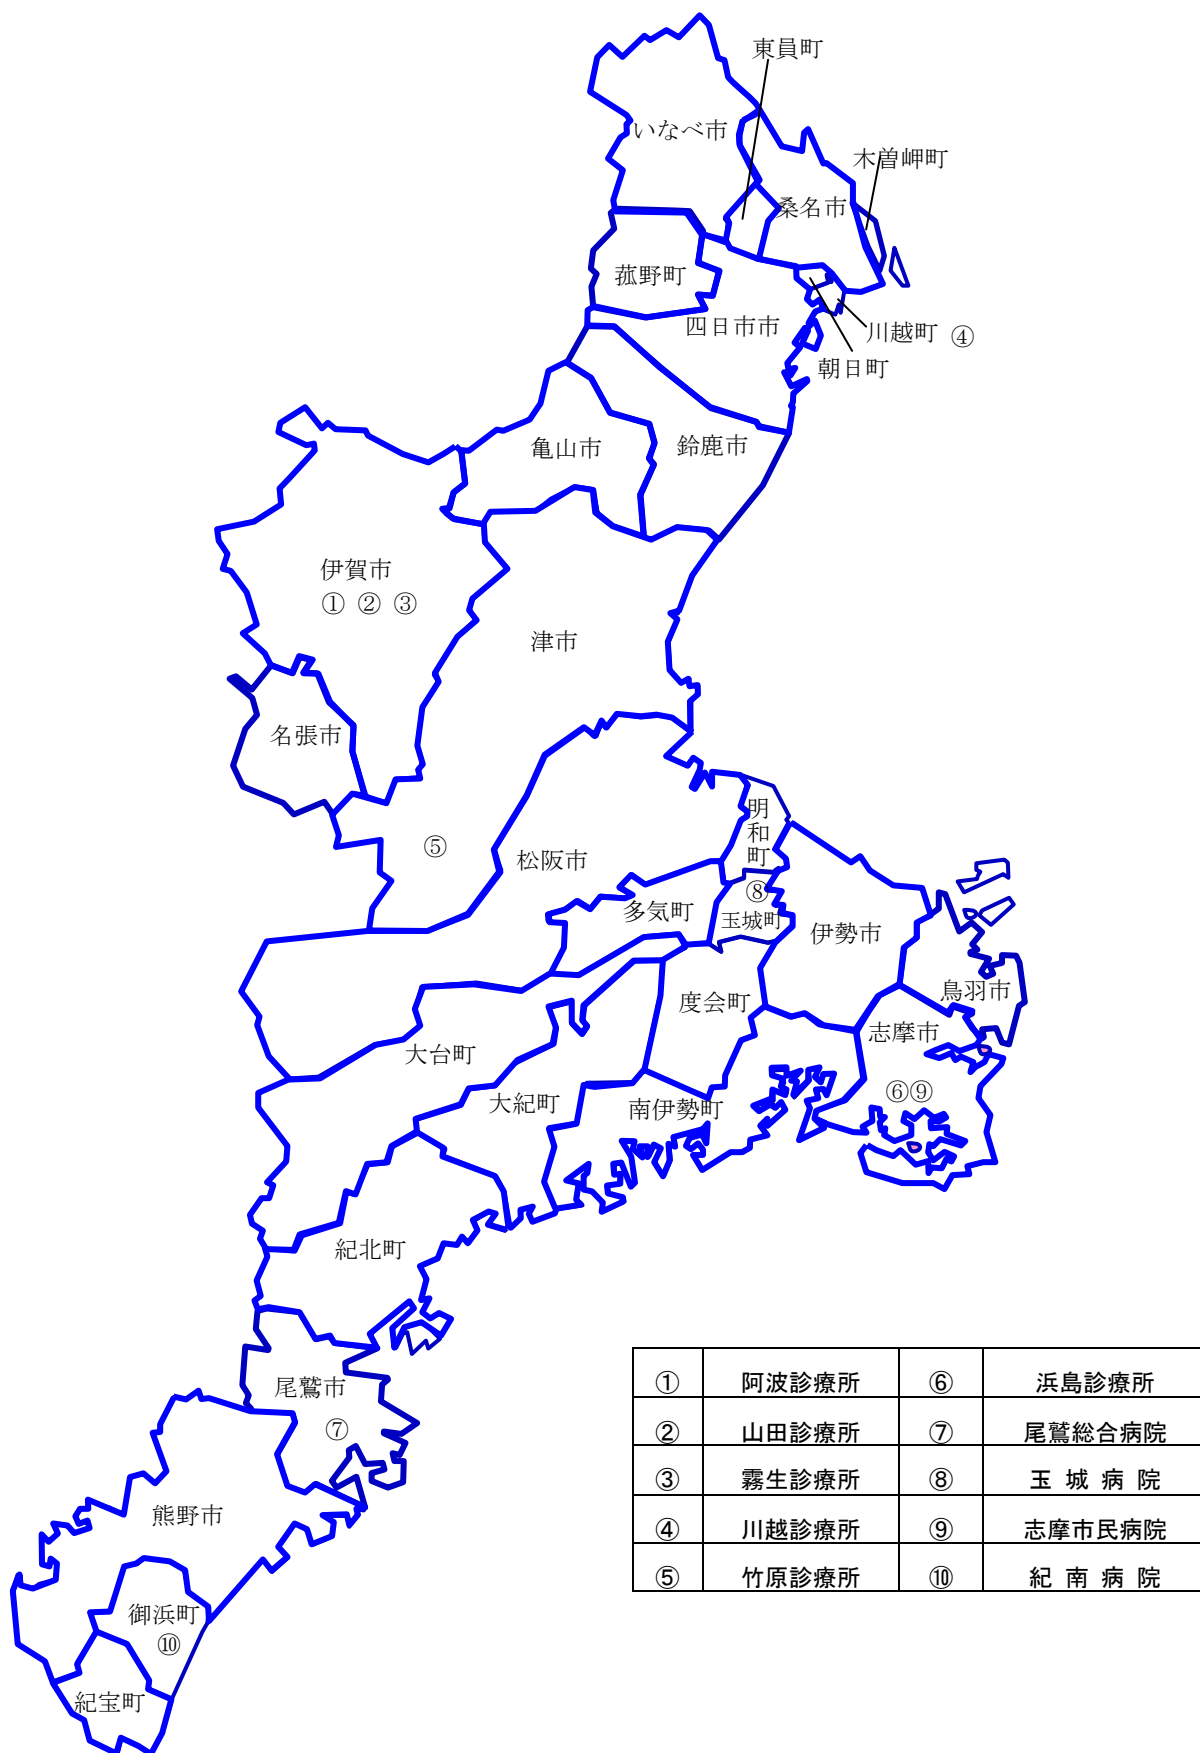 東員町
いなべ市
木曽岬町
桑名市
菰野町
四日市市
川越町 ④
朝日町
亀山市
鈴鹿市
伊賀市
① ② ③
津市
名張市
明和町
⑤
松阪市
⑧
多気町
玉城町
伊勢市
鳥羽市
度会町
志摩市
大台町
⑥⑨
大紀町
南伊勢町
紀北町
尾鷲市
⑦
熊野市
御浜町
⑩
紀宝町
① 阿波診療所 ⑥ 浜島診療所
② 山田診療所 ⑦ 尾鷲総合病院
③ 霧生診療所 ⑧ 玉 城 病 院
④ 川越診療所 ⑨ 志摩市民病院
⑤ 竹原診療所 ⑩ 紀 南 病 院